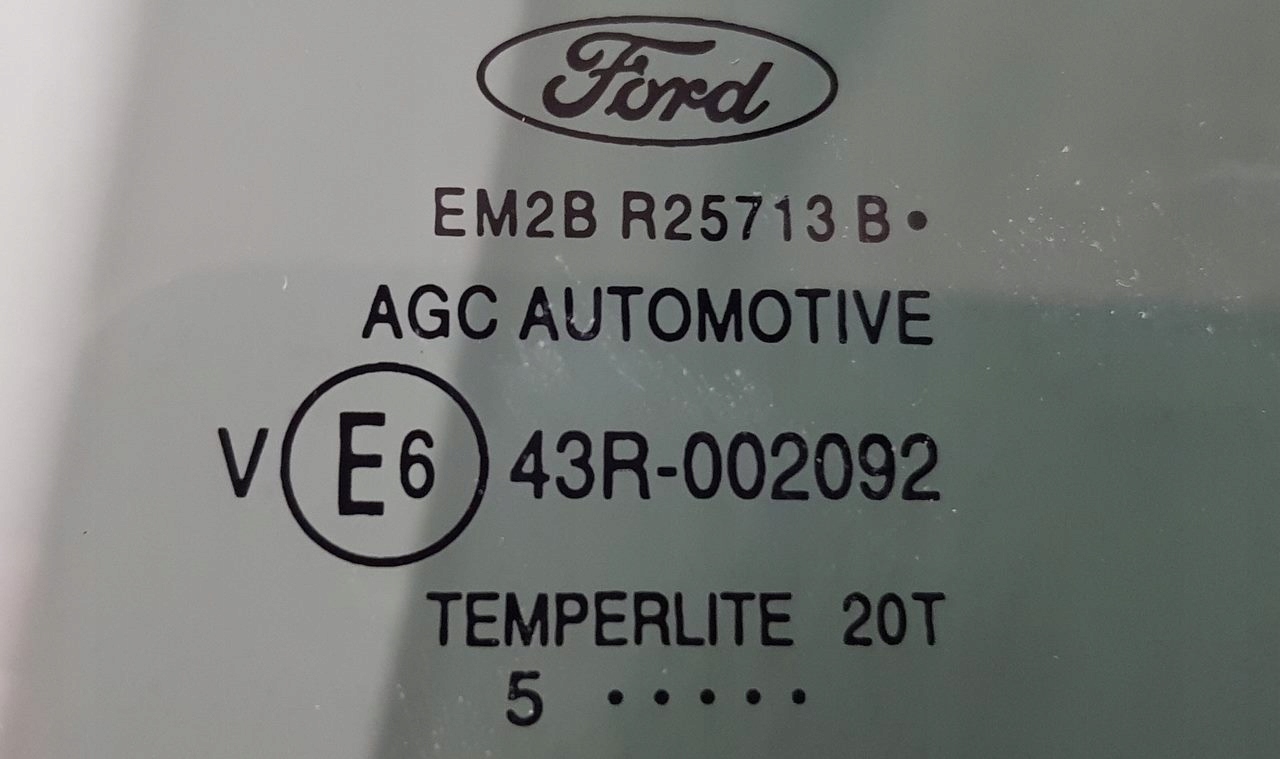 Ford
EM2B R25713 B •
AGC AUTOMOTIVE
V E6 43R-002092
TEMPERLITE 20T
5 • • • • •